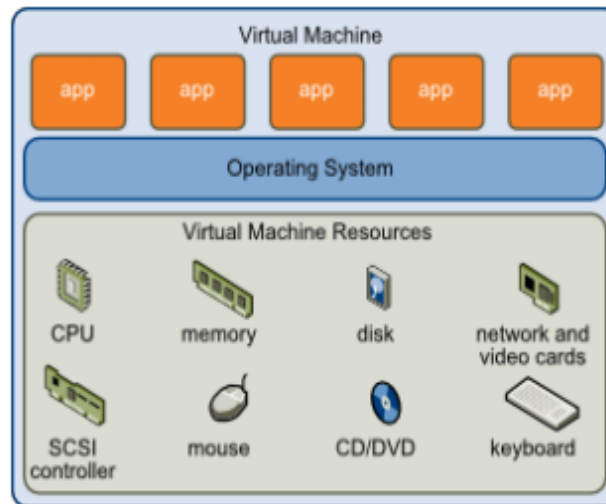 Virtual Machine
app app app app app
Operating System
Virtual Machine Resources
CPU memory disk network and
video cards
SCSI mouse CD/DVD keyboard
controller